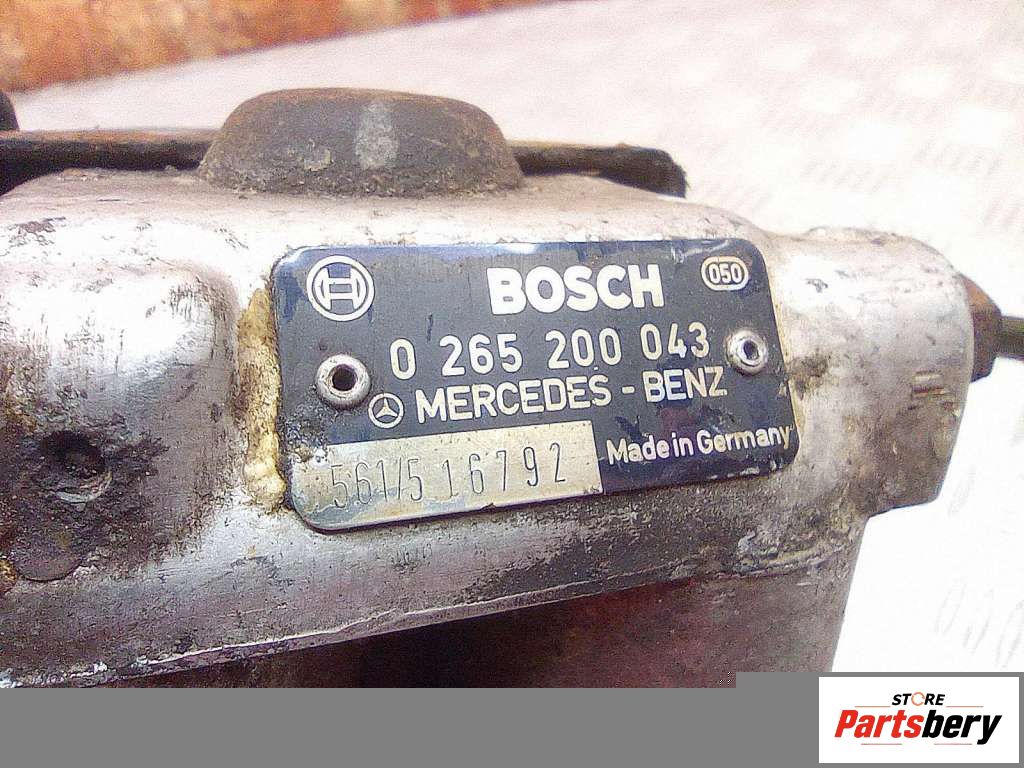 BOSCH
050
0 265 200 043
MERCEDES-BENZ
561/5 16792
Made in Germany
STORE
Partsbery